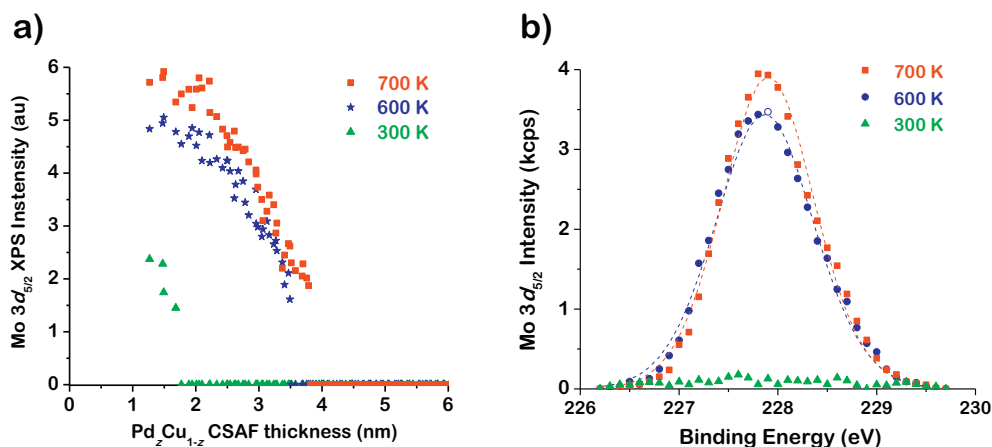 a)
Mo 3d5/2 XPS Instensity (au)
6
5
4
3
2
1
0
700 K
600 K
300 K
0 1 2 3 4 5 6
PdzCu1-z CSAF thickness (nm)
b)
Mo 3d5/2 Intensity (kcps)
4
3
2
1
0
700 K
600 K
300 K
226 227 228 229 230
Binding Energy (eV)